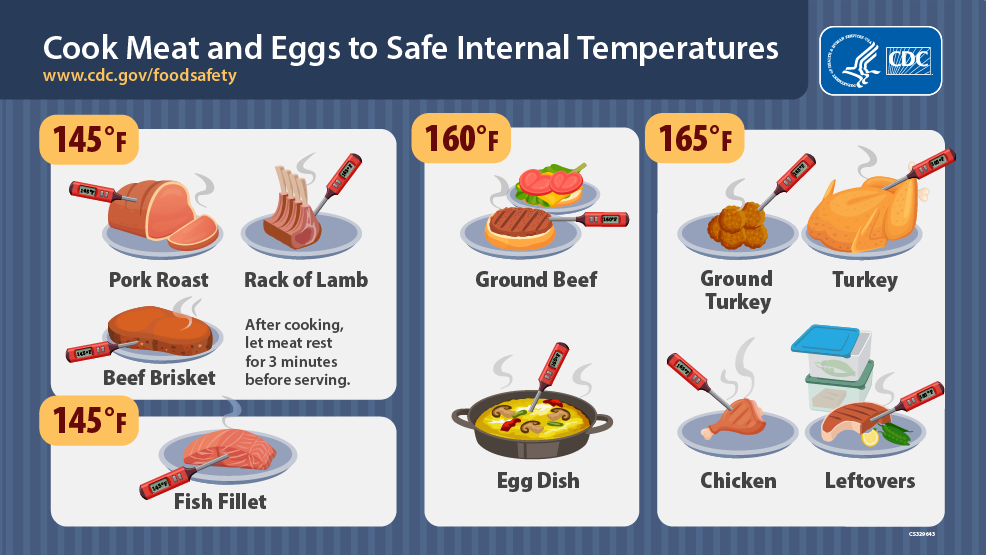 Cook Meat and Eggs to Safe Internal Temperatures
www.cdc.gov/foodsafety
CDC
145°F
Pork Roast
Rack of Lamb
Beef Brisket
After cooking,
let meat rest
for 3 minutes
before serving.
145°F
145°F
Fish Fillet
160°F
160°F
Ground Beef
Egg Dish
165°F
Ground
Turkey
Turkey
Chicken
Leftovers
CS329643